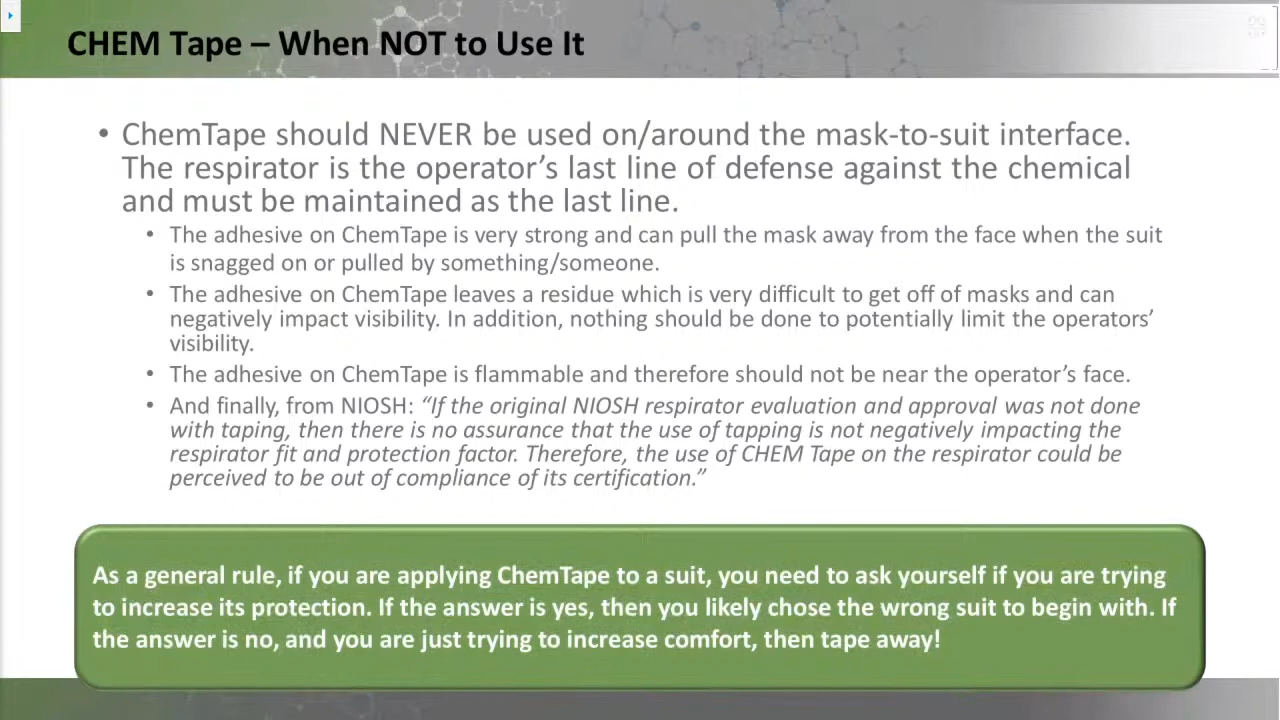 CHEM Tape – When NOT to Use It
• ChemTape should NEVER be used on/around the mask-to-suit interface.
The respirator is the operator’s last line of defense against the chemical
and must be maintained as the last line.
• The adhesive on ChemTape is very strong and can pull the mask away from the face when the suit
is snagged on or pulled by something/someone.
• The adhesive on ChemTape leaves a residue which is very difficult to get off of masks and can
negatively impact visibility. In addition, nothing should be done to potentially limit the operators’
visibility.
• The adhesive on ChemTape is flammable and therefore should not be near the operator’s face.
• And finally, from NIOSH: “If the original NIOSH respirator evaluation and approval was not done
with taping, then there is no assurance that the use of tapping is not negatively impacting the
respirator fit and protection factor. Therefore, the use of CHEM Tape on the respirator could be
perceived to be out of compliance of its certification.”
As a general rule, if you are applying ChemTape to a suit, you need to ask yourself if you are trying
to increase its protection. If the answer is yes, then you likely chose the wrong suit to begin with. If
the answer is no, and you are just trying to increase comfort, then tape away!